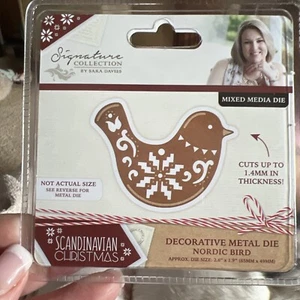 Signature
COLLECTION
BY SARA DAVIES
MIXED MEDIA DIE
CUTS UP TO
1.4MM IN
THICKNESS!
NOT ACTUAL SIZE
SEE REVERSE FOR
METAL DIE
SCANDINAVIAN
CHRISTMAS
DECORATIVE METAL DIE
NORDIC BIRD